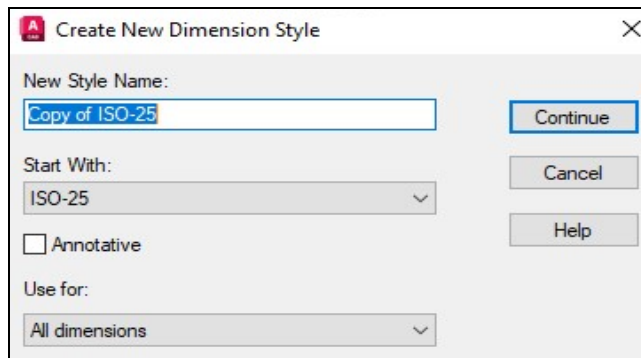 Create New Dimension Style
New Style Name:
Copy of ISO-25
Continue
Start With:
Cancel
ISO-25
Help
Annotative
Use for:
All dimensions